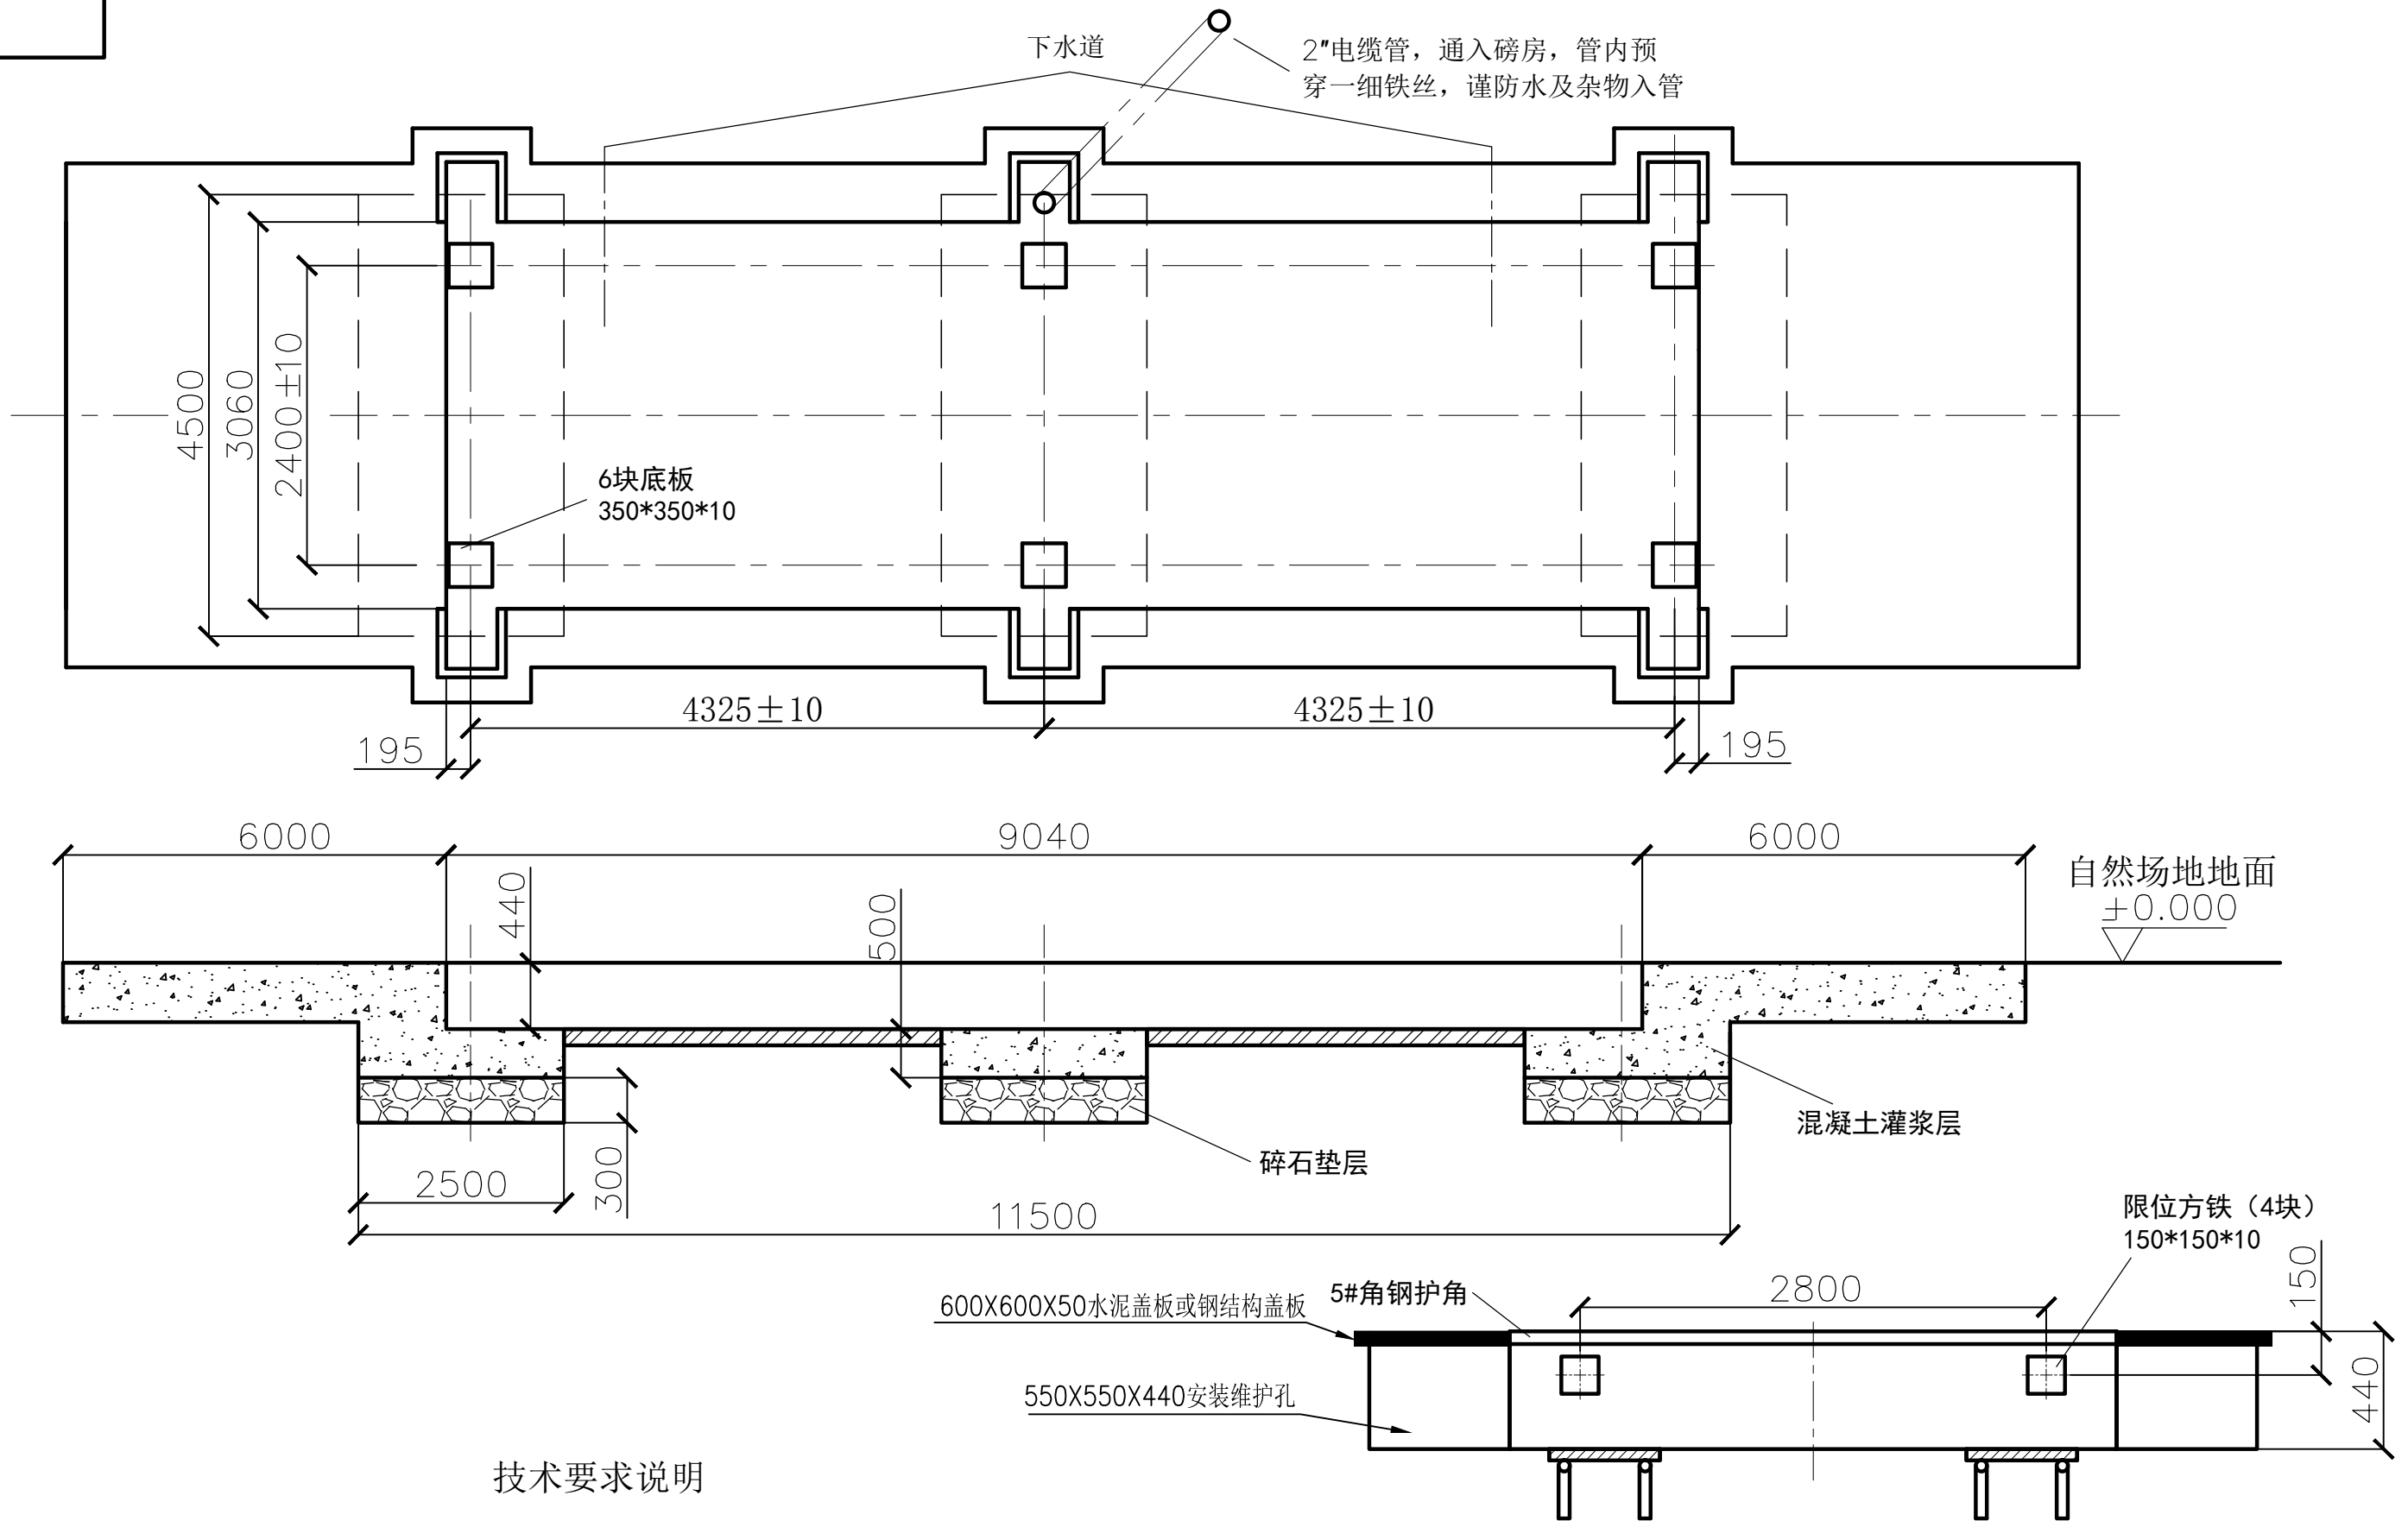 下水道
2"电缆管，通入磅房，管内预
穿一细铁丝，谨防水及杂物入管
4500
3060
2400±10
6块底板
350*350*10
4325±10
4325±10
195
195
6000
9040
6000
440
500
自然场地地面
±0.000
混凝土灌浆层
碎石垫层
2500
300
11500
限位方铁（4块）
150*150*10
150
600X600X50水泥盖板或钢结构盖板
5#角钢护角
2800
440
550X550X440安装维护孔
技术要求说明